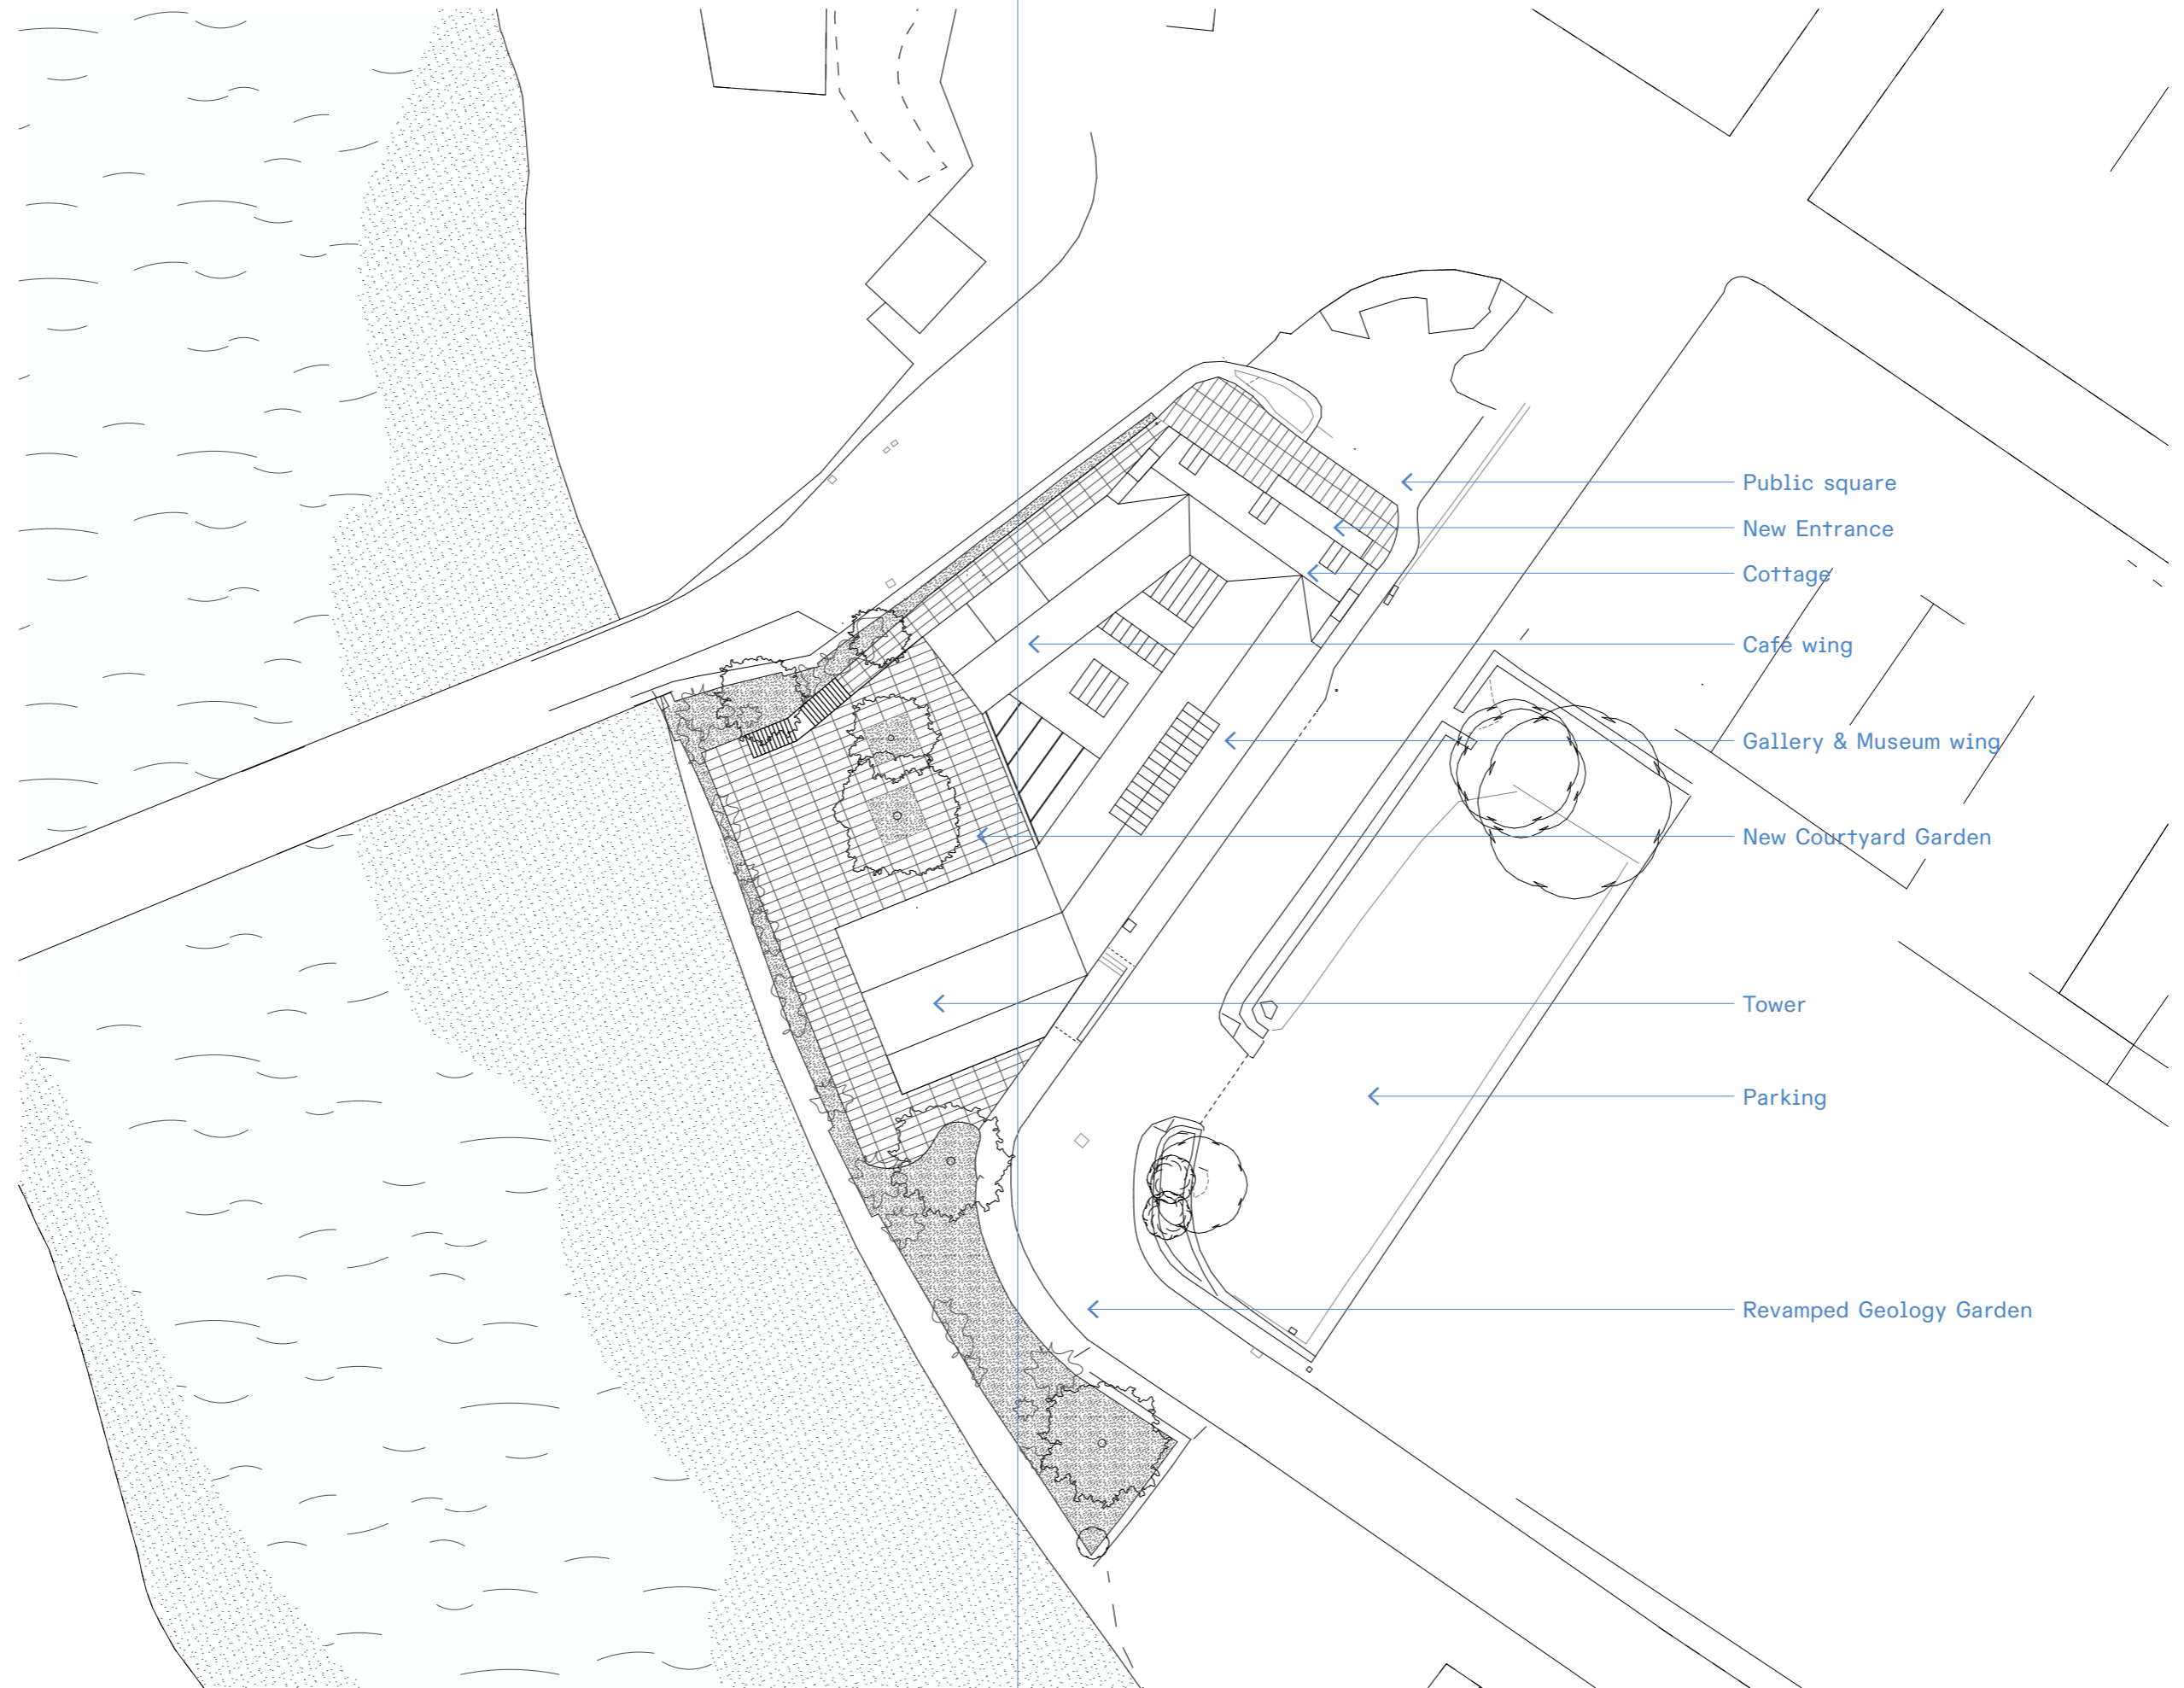 Public square
New Entrance
Cottage
Café wing
Gallery & Museum wing
New Courtyard Garden
Tower
Parking
Revamped Geology Garden